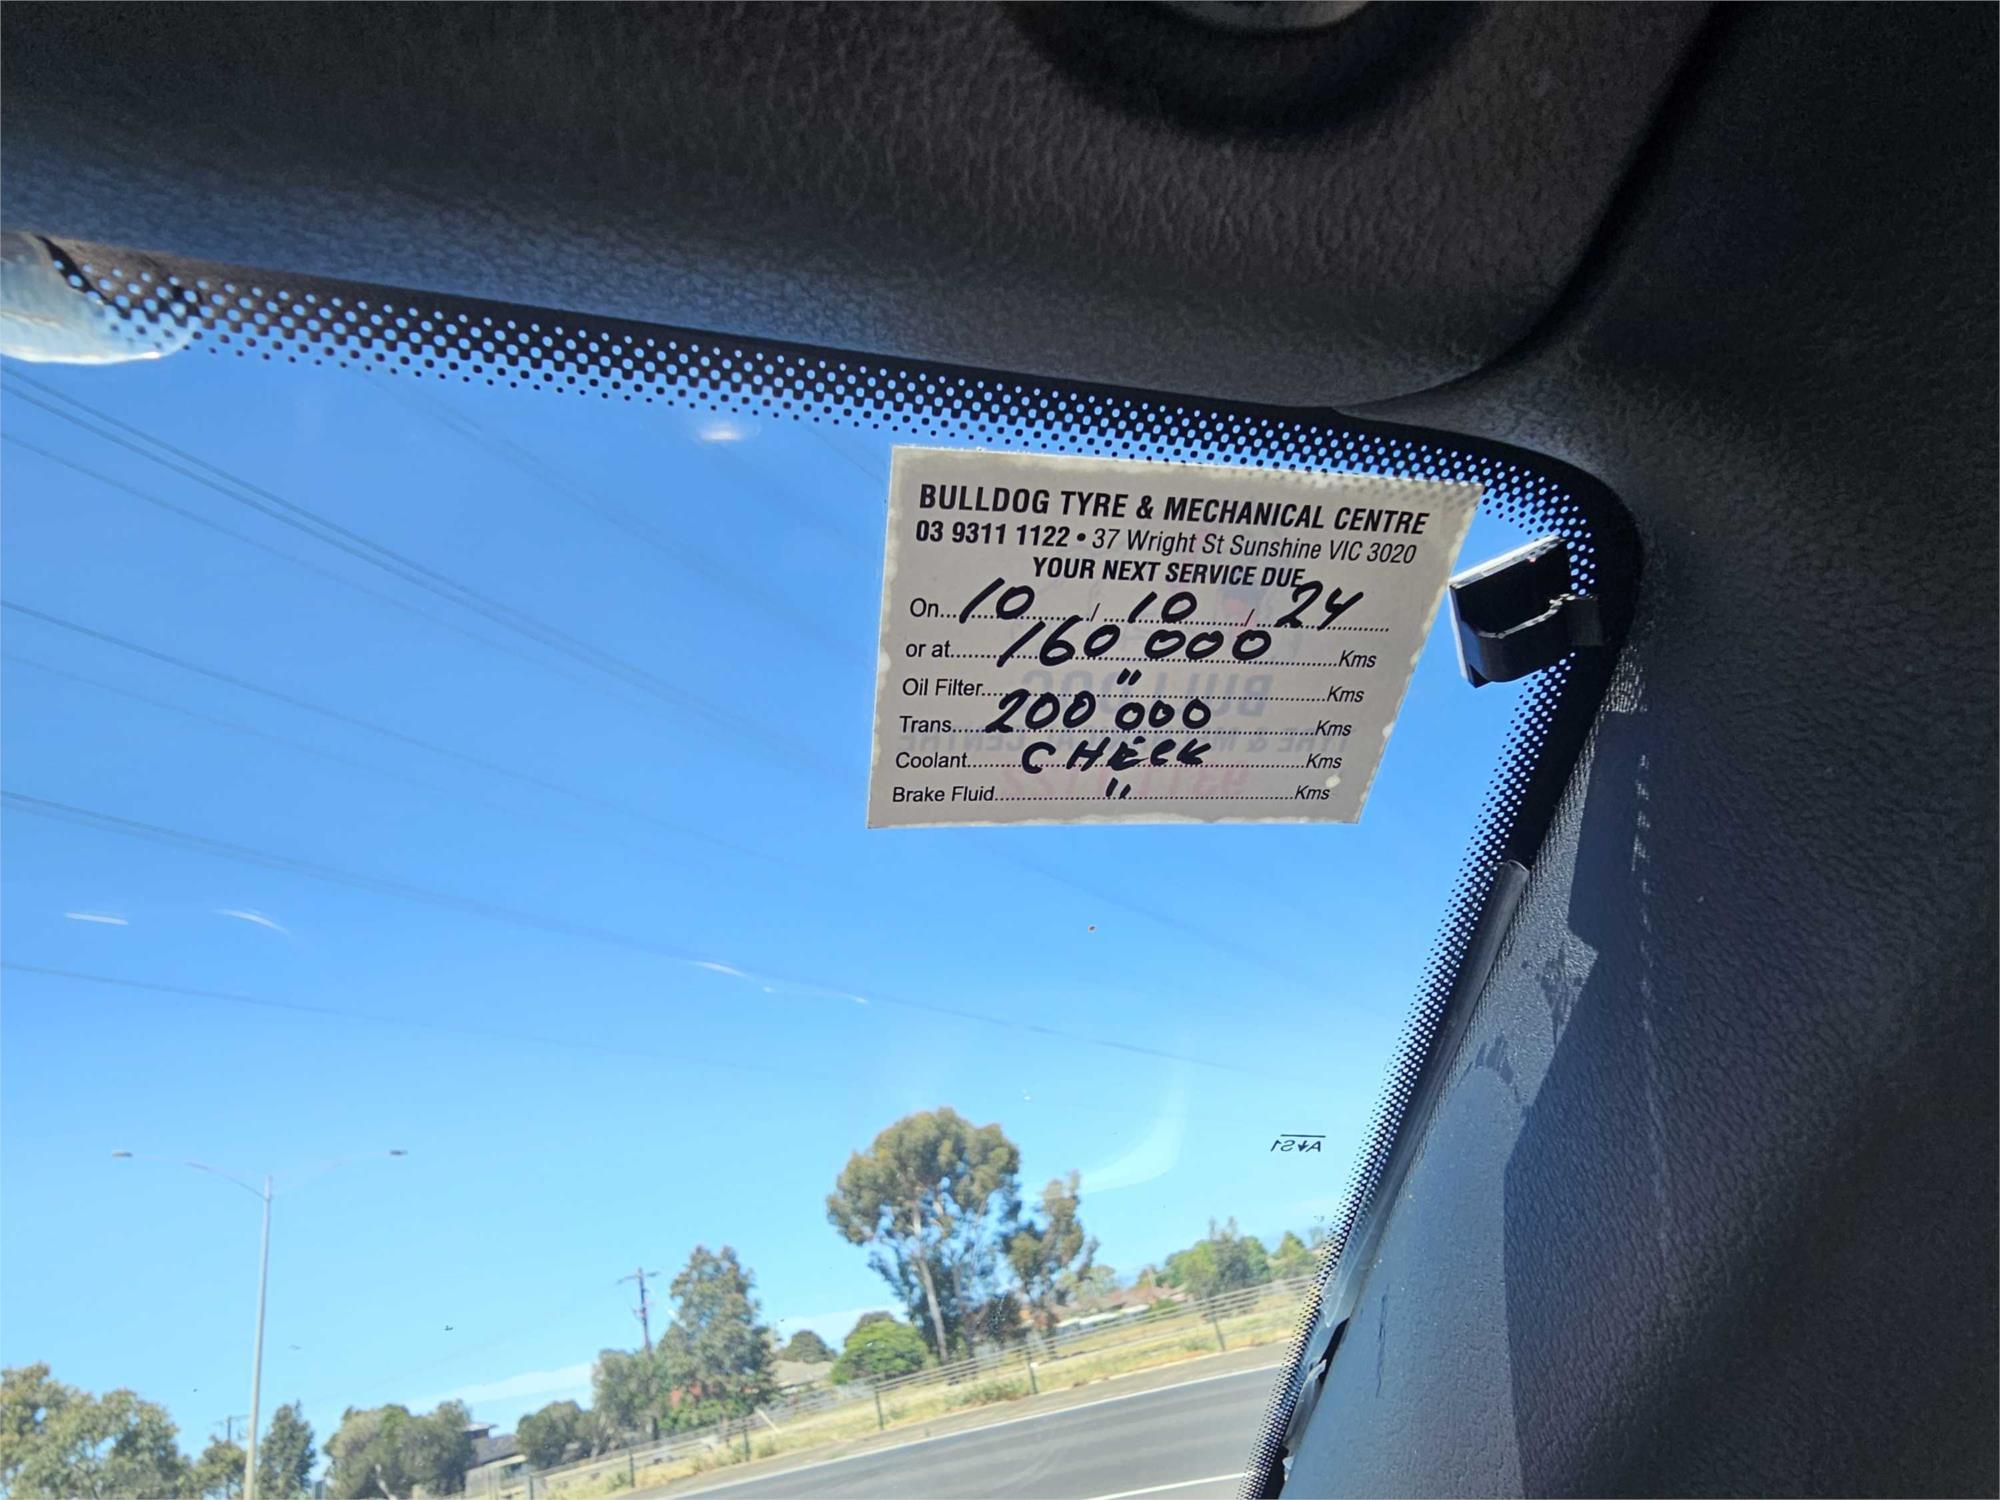 BULLDOG TYRE & MECHANICAL CENTRE
03 9311 1122 • 37 Wright St Sunshine VIC 3020
YOUR NEXT SERVICE DUE
On...10...../...10...../...24.....
or at.....160 000.....Kms
Oil Filter.....".....Kms
Trans.....200 000.....Kms
Coolant.....CHECK.....Kms
Brake Fluid.....".....Kms